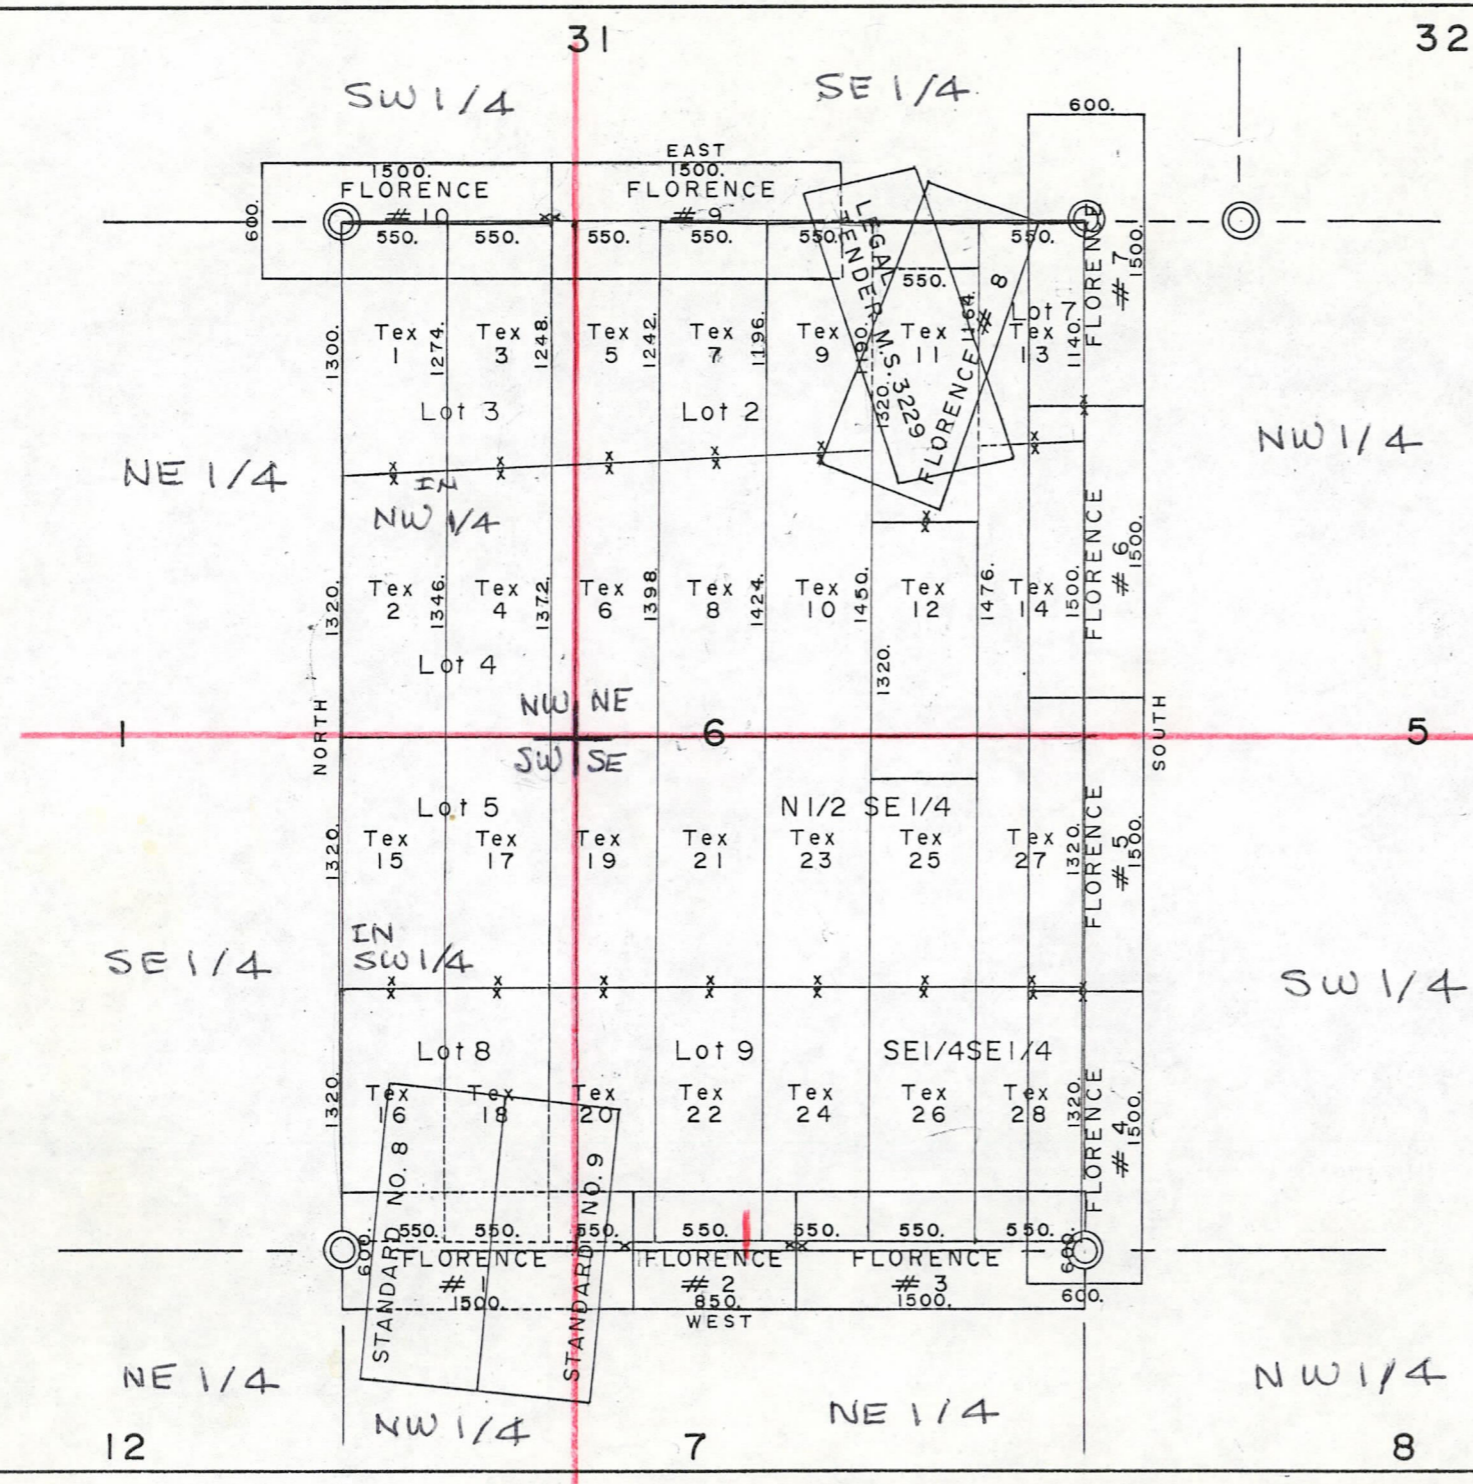 31
32
SW 1/4
SE 1/4
600.
EAST
1500.
1500.
FLORENCE
# 10
FLORENCE
# 9
600.
550.
550.
550.
550.
550.
550.
550.
LEGAL
TENDER M.S. 3229
FLORENCE # 8
FLORENCE
# 7
1500.
Lot 7
Tex
1
Tex
3
Tex
5
Tex
7
Tex
9
Tex
11
Tex
13
1300.
1274.
1248.
1242.
1196.
1190.
1164.
1140.
1320.
Lot 3
Lot 2
NE 1/4
NW 1/4
IN
NW 1/4
FLORENCE
# 6
1500.
Tex
2
Tex
4
Tex
6
Tex
8
Tex
10
Tex
12
Tex
14
1320.
1346.
1372.
1398.
1424.
1450.
1476.
1500.
Lot 4
1320.
NW NE
SW SE
NORTH
SOUTH
1
6
5
Lot 5
N 1/2 SE 1/4
Tex
15
Tex
17
Tex
19
Tex
21
Tex
23
Tex
25
Tex
27
1320.
1320.
FLORENCE
# 5
1500.
IN
SW 1/4
SE 1/4
SW 1/4
Lot 8
Lot 9
SE1/4SE1/4
Tex
16
Tex
18
Tex
20
Tex
22
Tex
24
Tex
26
Tex
28
1320.
1320.
FLORENCE
# 4
1500.
STANDARD NO. 8
STANDARD NO. 9
550.
550.
550.
550.
550.
550.
550.
600.
600.
FLORENCE
# 1
1500.
FLORENCE
# 2
850.
FLORENCE
# 3
1500.
600.
WEST
NE 1/4
NW 1/4
NE 1/4
NW 1/4
12
7
8